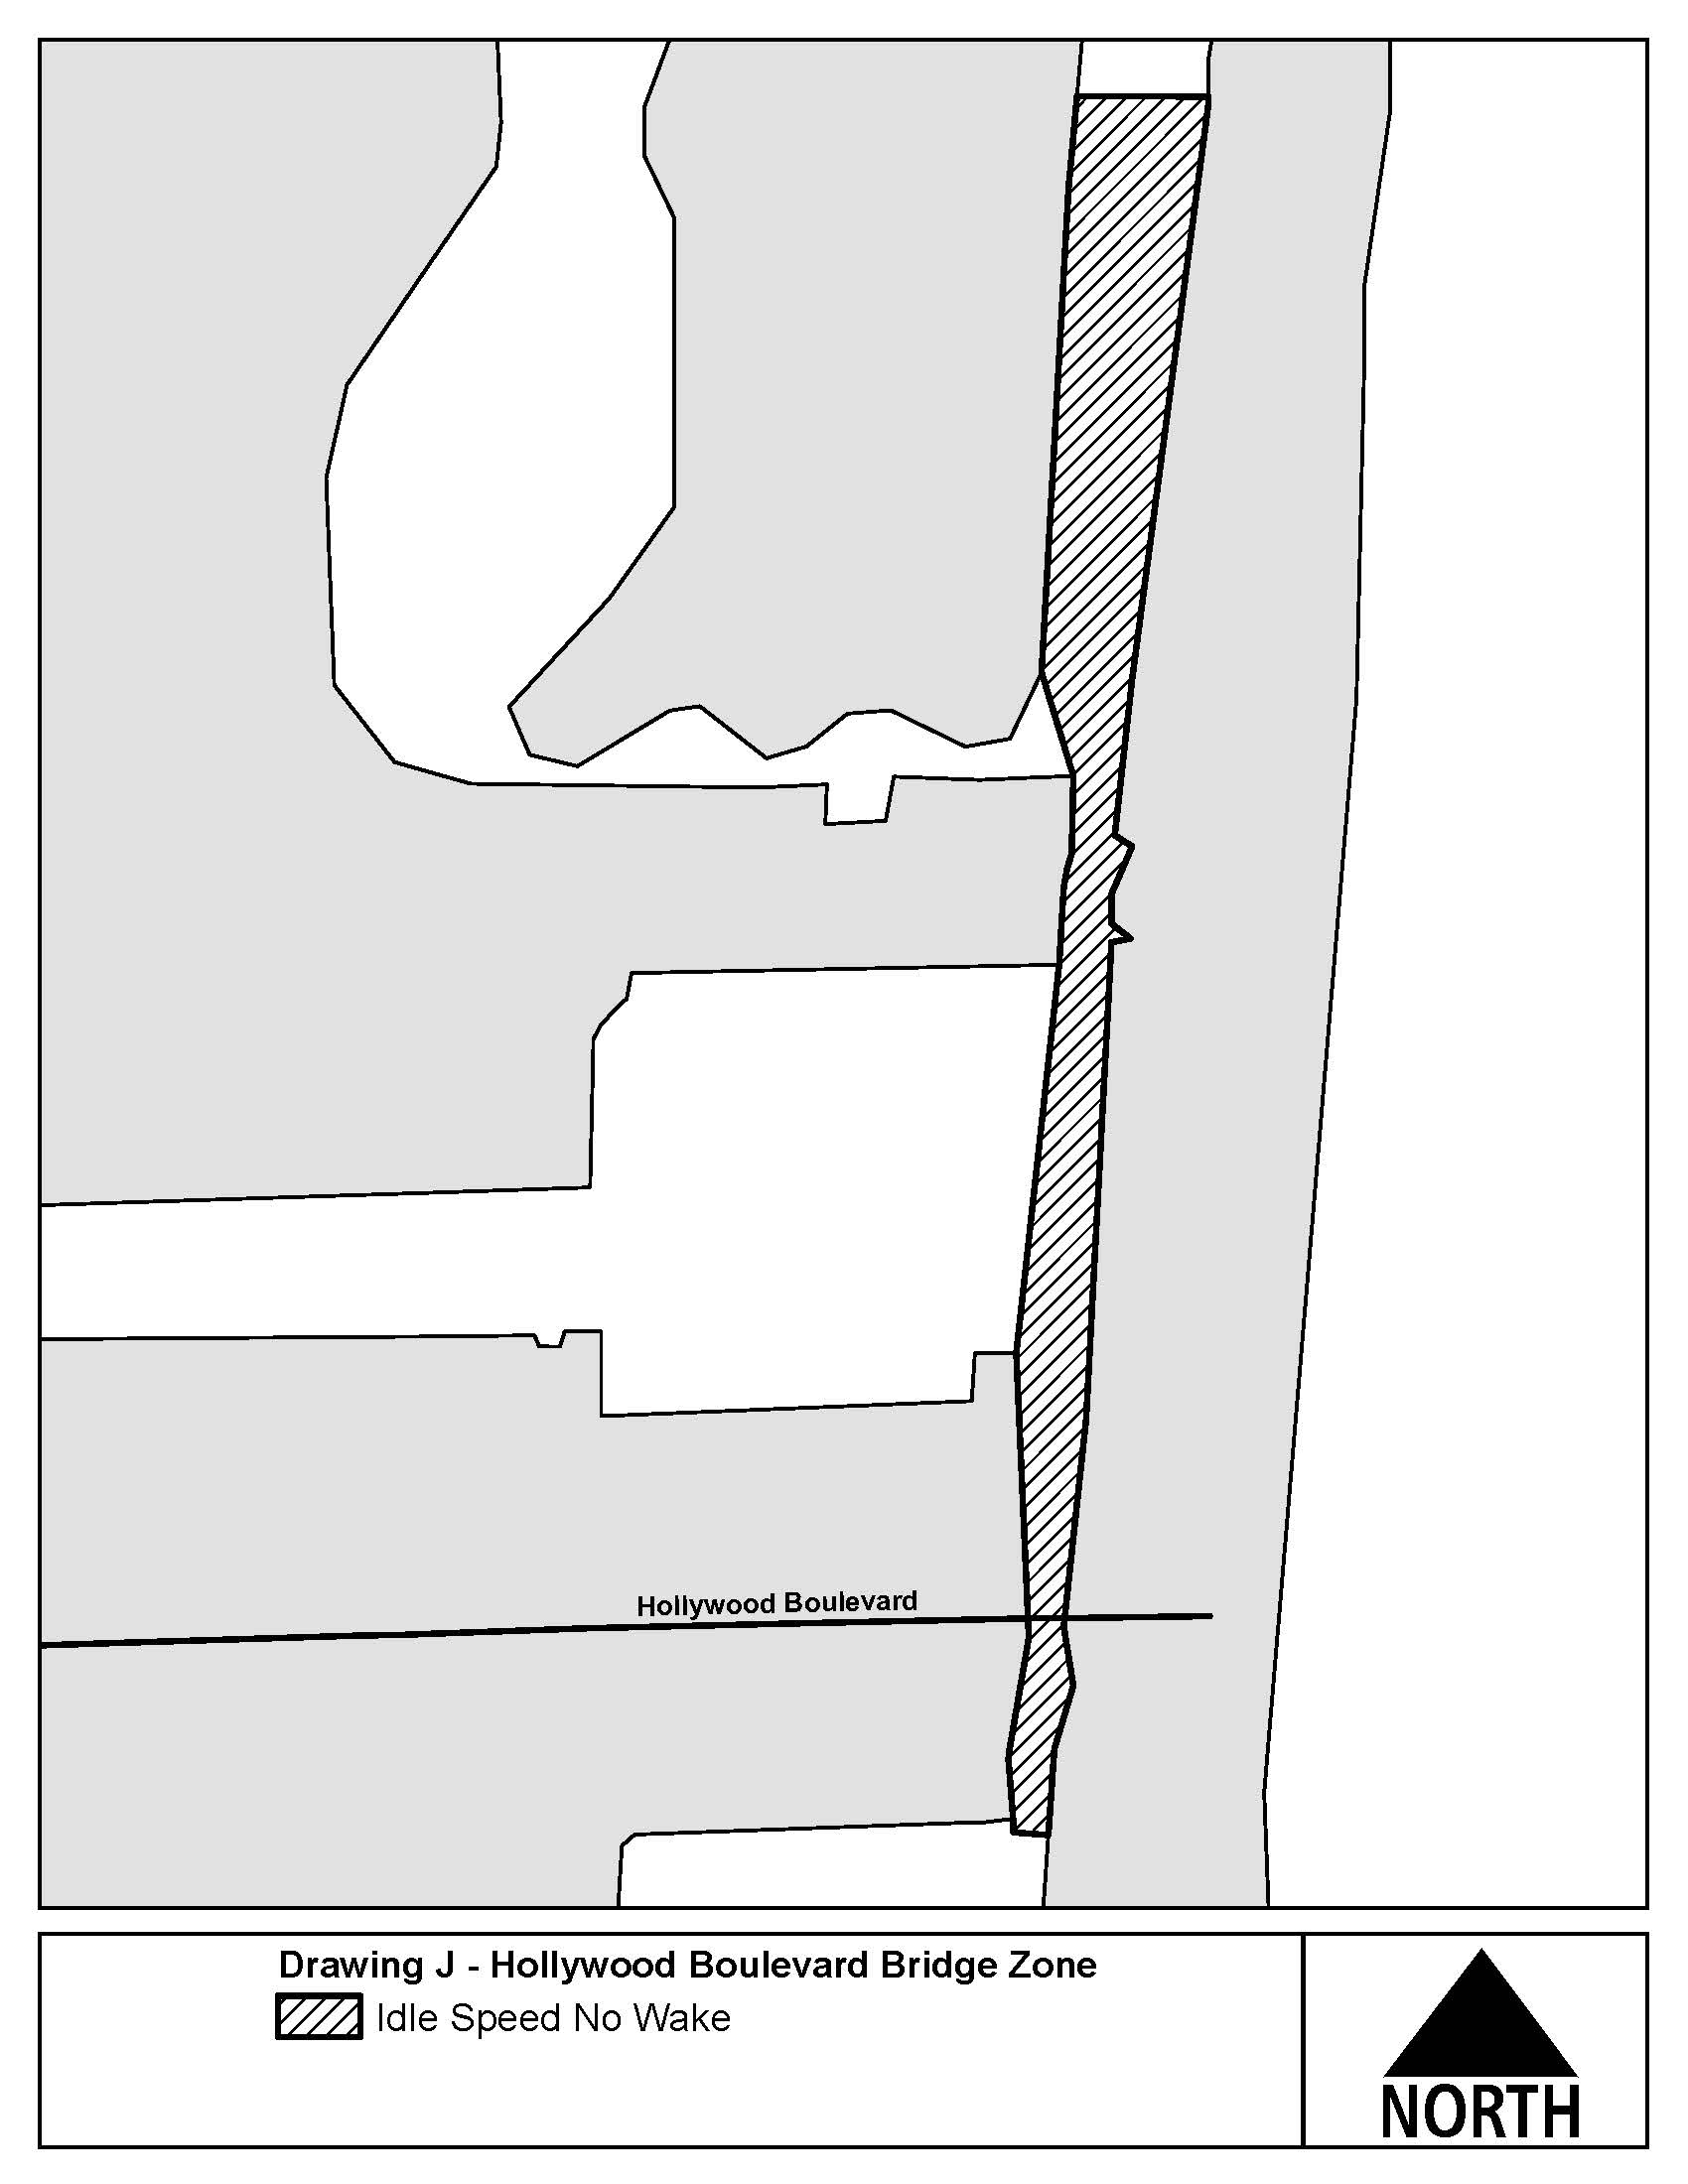 Hollywood Boulevard
Drawing J - Hollywood Boulevard Bridge Zone
Idle Speed No Wake
NORTH